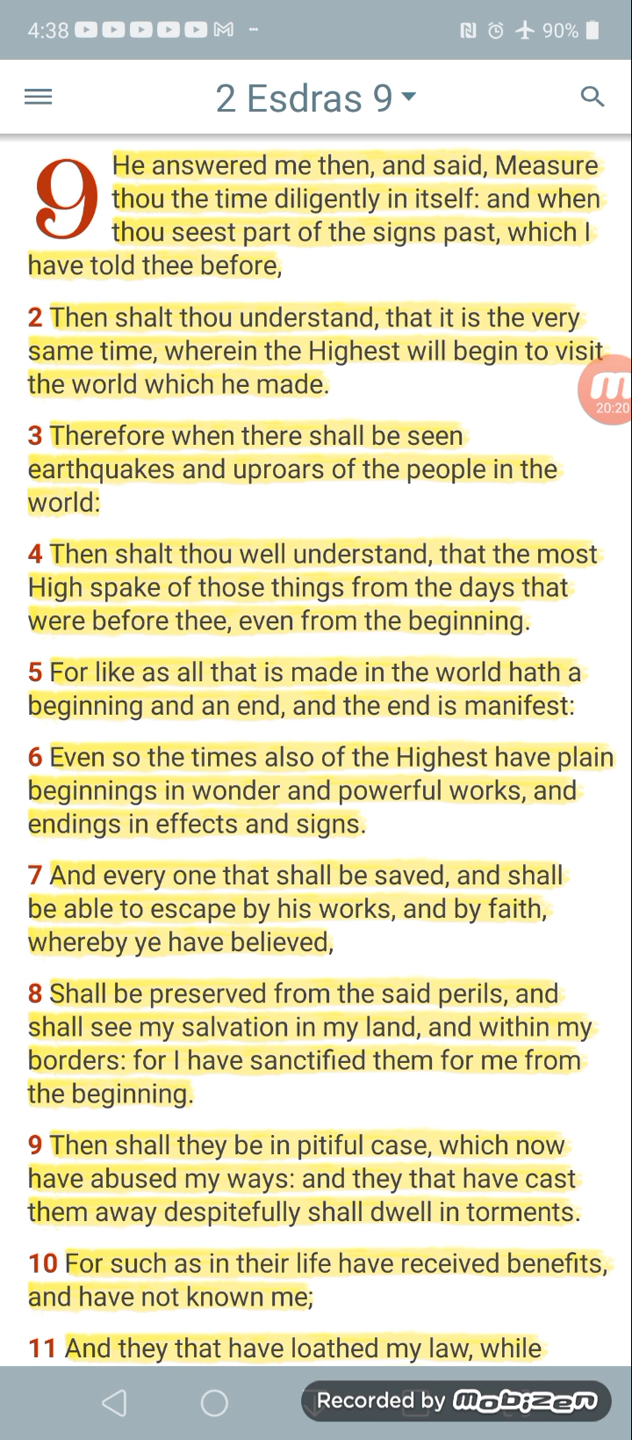 4:38
90%
2 Esdras 9
9 He answered me then, and said, Measure
thou the time diligently in itself: and when
thou seest part of the signs past, which I
have told thee before,
2 Then shalt thou understand, that it is the very
same time, wherein the Highest will begin to visit
the world which he made.
20:20
3 Therefore when there shall be seen
earthquakes and uproars of the people in the
world:
4 Then shalt thou well understand, that the most
High spake of those things from the days that
were before thee, even from the beginning.
5 For like as all that is made in the world hath a
beginning and an end, and the end is manifest:
6 Even so the times also of the Highest have plain
beginnings in wonder and powerful works, and
endings in effects and signs.
7 And every one that shall be saved, and shall
be able to escape by his works, and by faith,
whereby ye have believed,
8 Shall be preserved from the said perils, and
shall see my salvation in my land, and within my
borders: for I have sanctified them for me from
the beginning.
9 Then shall they be in pitiful case, which now
have abused my ways: and they that have cast
them away despitefully shall dwell in torments.
10 For such as in their life have received benefits,
and have not known me;
11 And they that have loathed my law, while
Recorded by mobizen